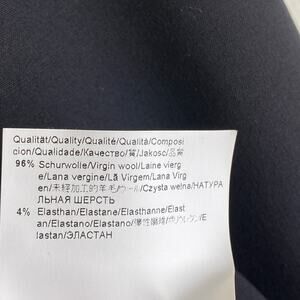 Qualität/Quality/Qualité/Qualità/Composi
cion/Qualidade/Качество/質/Jakosc/品質
96% Schurwolle/Virgin wool/Laine vierg
e/Lana vergine/Lã Virgem/Lana Virg
en/未经加工的羊毛/ウール/Czysta wełna/НАТУРА
ЛЬНАЯ ШЕРСТЬ
4% Elasthan/Elastane/Elasthanne/Elast
an/Elastano/Elastano/彈性纖維/ポリウレタン/E
lastan/ЭЛАСТАН